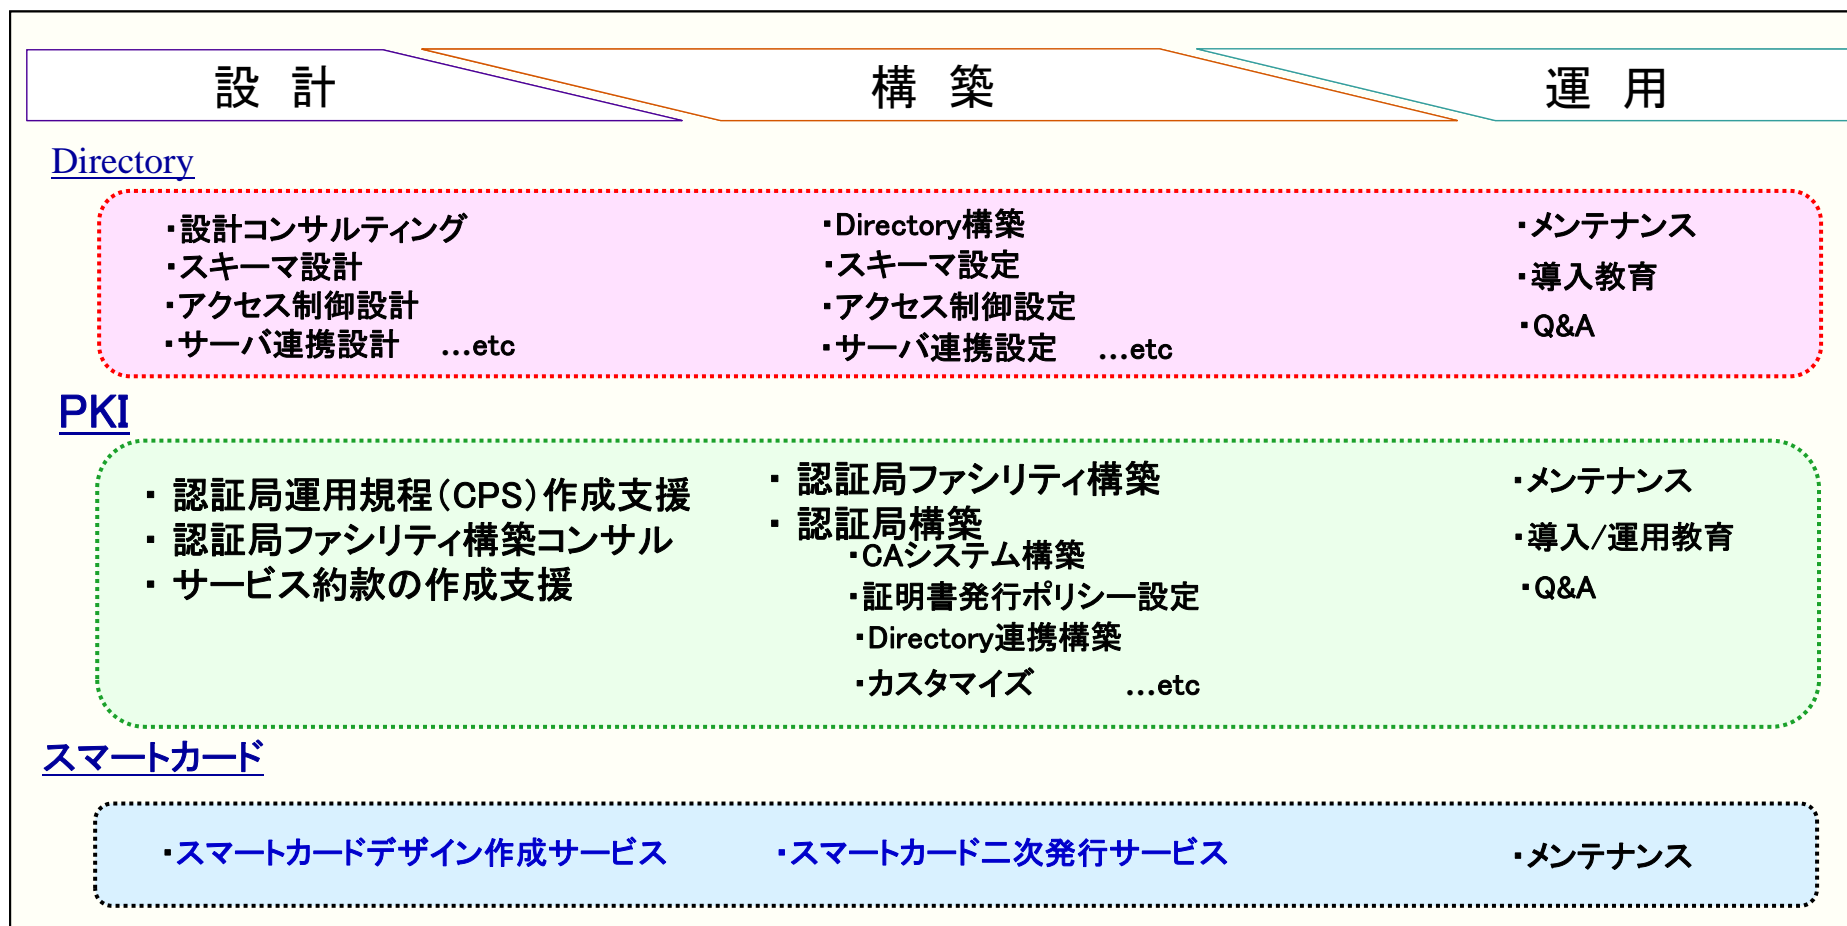 設 計
構 築
運 用
Directory
・設計コンサルティング
・スキーマ設計
・アクセス制御設計
・サーバ連携設計 …etc
・Directory構築
・スキーマ設定
・アクセス制御設定
・サーバ連携設定 …etc
・メンテナンス
・導入教育
・Q&A
PKI
・ 認証局運用規程(CPS)作成支援
・ 認証局ファシリティ構築コンサル
・ サービス約款の作成支援
・ 認証局ファシリティ構築
・ 認証局構築
・CAシステム構築
・証明書発行ポリシー設定
・Directory連携構築
・カスタマイズ …etc
・メンテナンス
・導入/運用教育
・Q&A
スマートカード
・スマートカードデザイン作成サービス
・スマートカード二次発行サービス
・メンテナンス